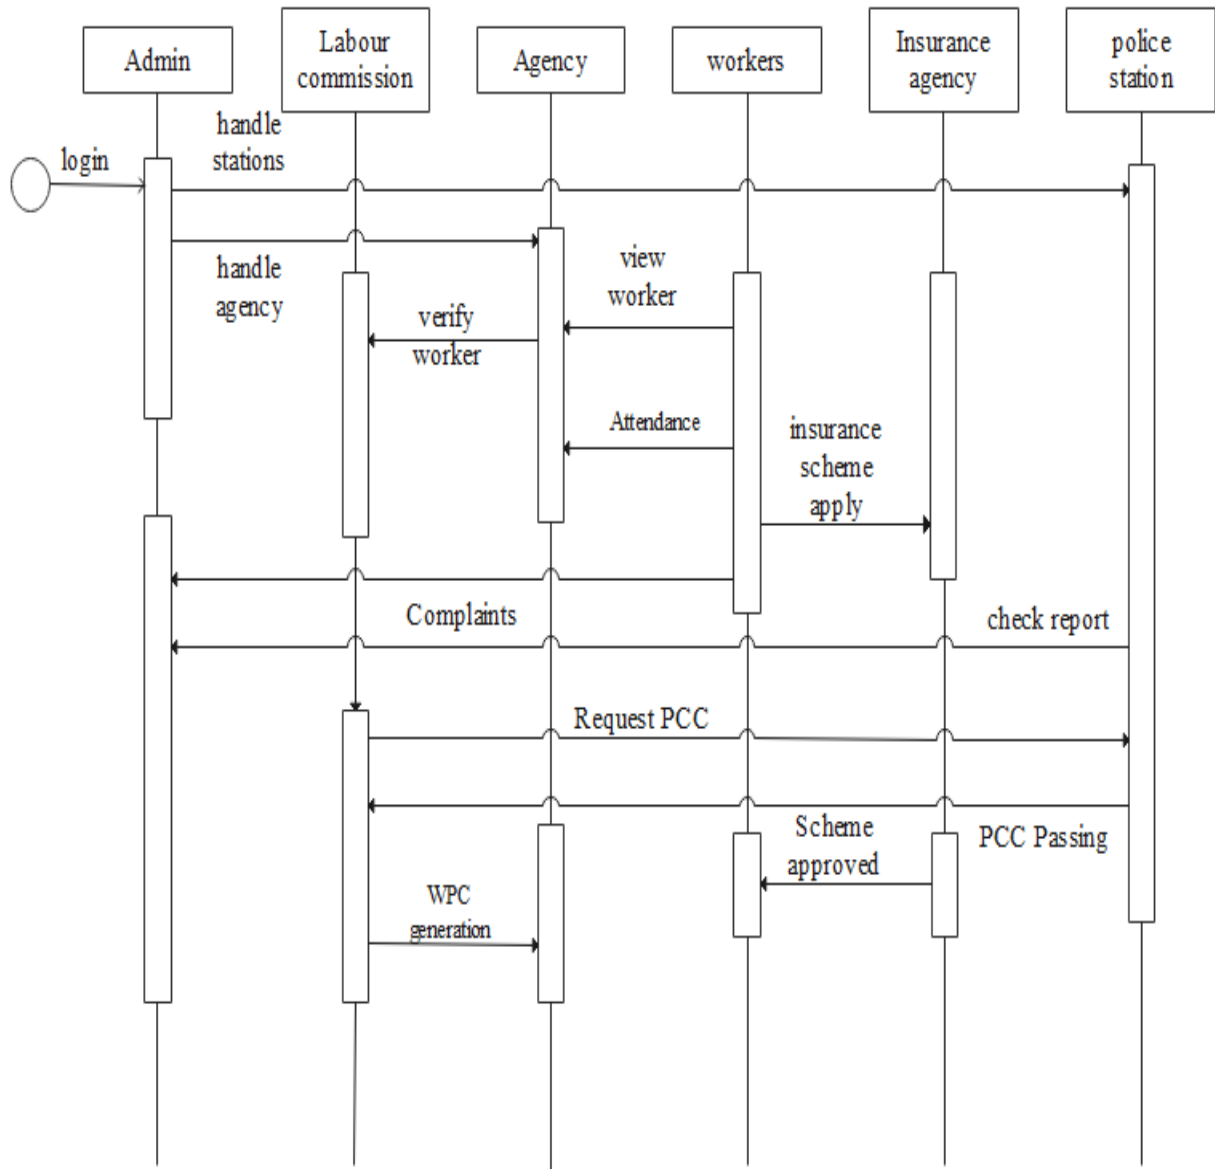 Admin
Labour
commission
Agency
workers
Insurance
agency
police
station
handle
stations
login
handle
agency
view
worker
verify
worker
Attendance
insurance
scheme
apply
Complaints
check report
Request PCC
Scheme
approved
PCC Passing
WPC
generation